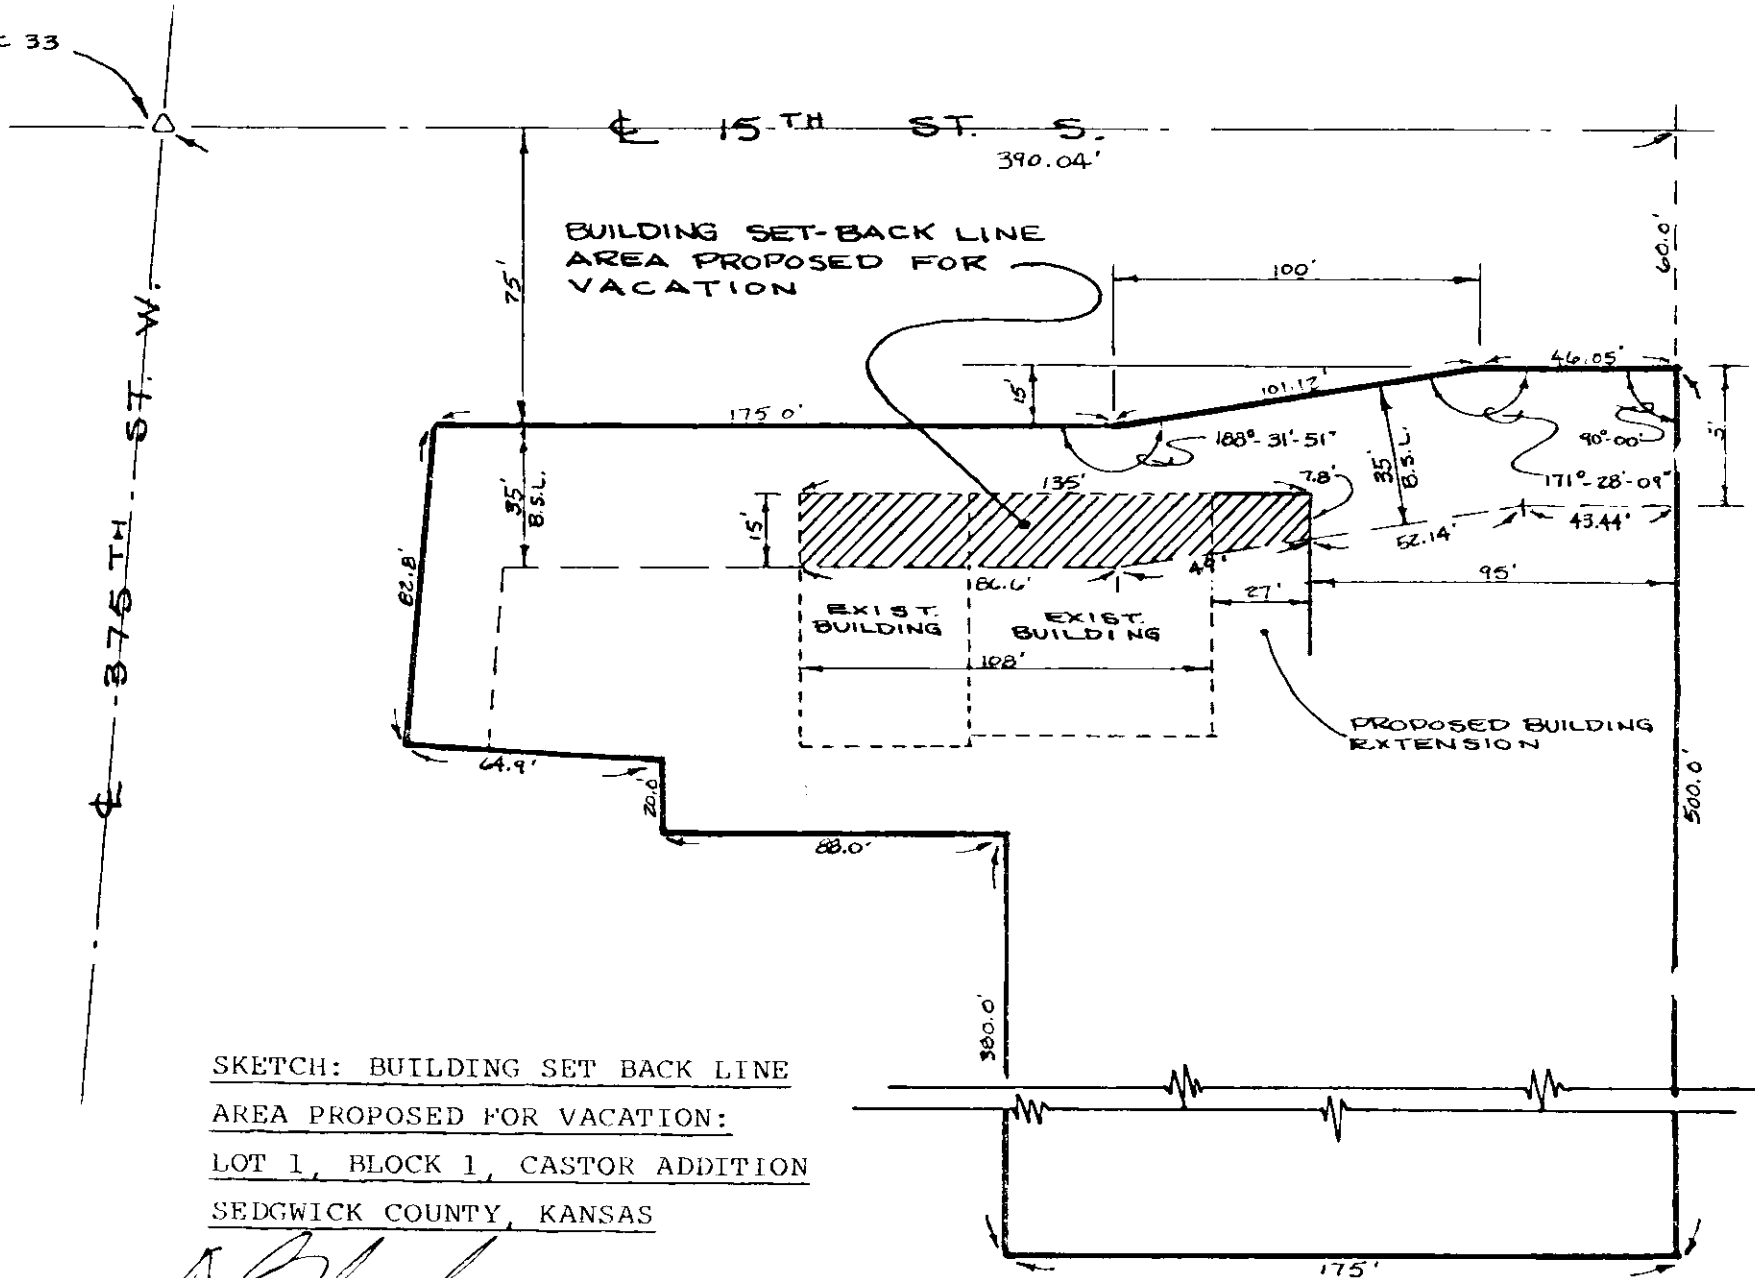 33
℄ 15TH ST. S.
390.04'
60.0'
BUILDING SET-BACK LINE
AREA PROPOSED FOR
VACATION
75'
100'
℄ 375TH ST. W.
46.05'
15'
101.12'
175.0'
188°-31'-51"
90°-00'
35'
B.S.L.
171°-28'-09"
135'
7.8'
35'
B.S.L.
15'
43.44'
52.14'
49'
86.6'
95'
82.8'
27'
EXIST.
BUILDING
EXIST.
BUILDING
108'
PROPOSED BUILDING
EXTENSION
64.9'
20.0'
500.0'
88.0'
380.0'
SKETCH: BUILDING SET BACK LINE
AREA PROPOSED FOR VACATION:
LOT 1, BLOCK 1, CASTOR ADDITION
SEDGWICK COUNTY, KANSAS
175'